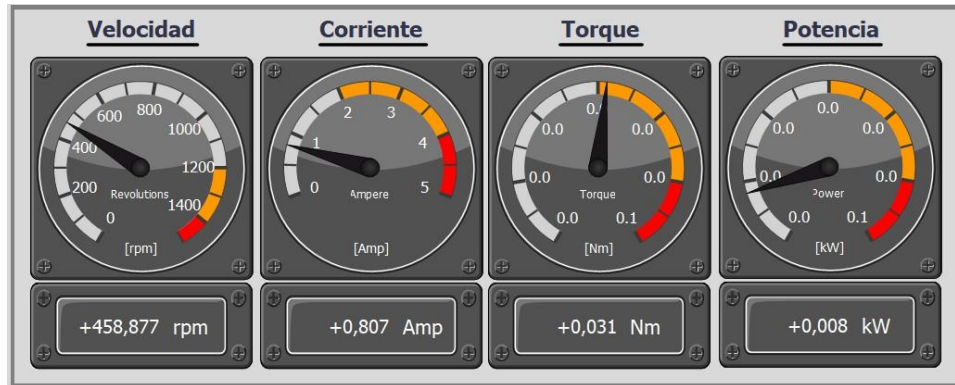 Velocidad
Corriente
Torque
Potencia
0
200
400
600
800
1000
1200
1400
Revolutions
[rpm]
0
1
2
3
4
5
Ampere
[Amp]
0.0
0.0
0.0
0.0
0.0
0.1
Torque
[Nm]
0.0
0.0
0.0
0.0
0.0
0.1
[kW]
+458,877 rpm
+0,807 Amp
+0,031 Nm
+0,008 kW